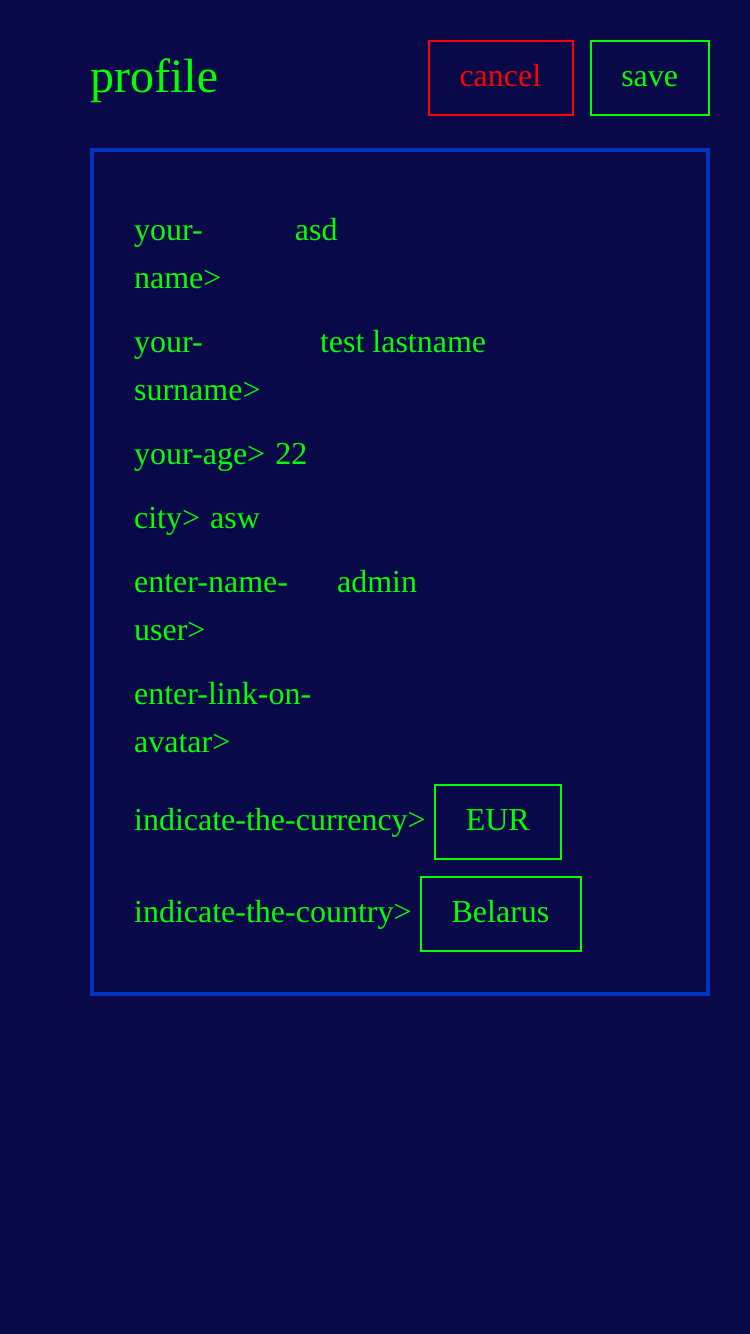 profile
cancel
save
your- asd
name>
your- test lastname
surname>
your-age> 22
city> asw
enter-name- admin
user>
enter-link-on-
avatar>
indicate-the-currency> EUR
indicate-the-country> Belarus